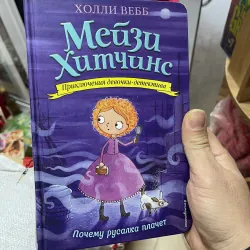 ХОЛЛИ ВЕББ
Мейзи
Хитчинс
Приключения девочки-детектива
Почему русалка плачет